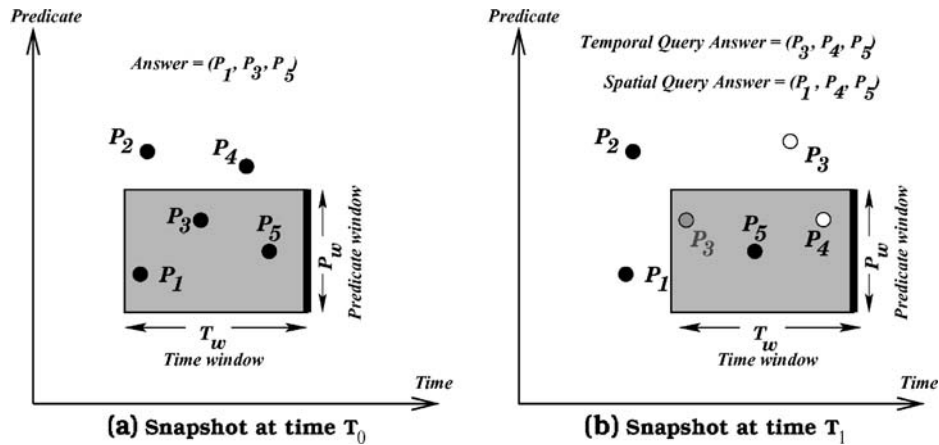 Predicate
Answer = (P1, P3, P5)
P2
P4
P3
P5
P1
Pw
Predicate window
Tw
Time window
Time
(a) Snapshot at time T0
Predicate
Temporal Query Answer = (P3, P4, P5)
Spatial Query Answer = (P1, P4, P5)
P2
P3
P3
P5
P4
P1
Pw
Predicate window
Tw
Time window
Time
(b) Snapshot at time T1